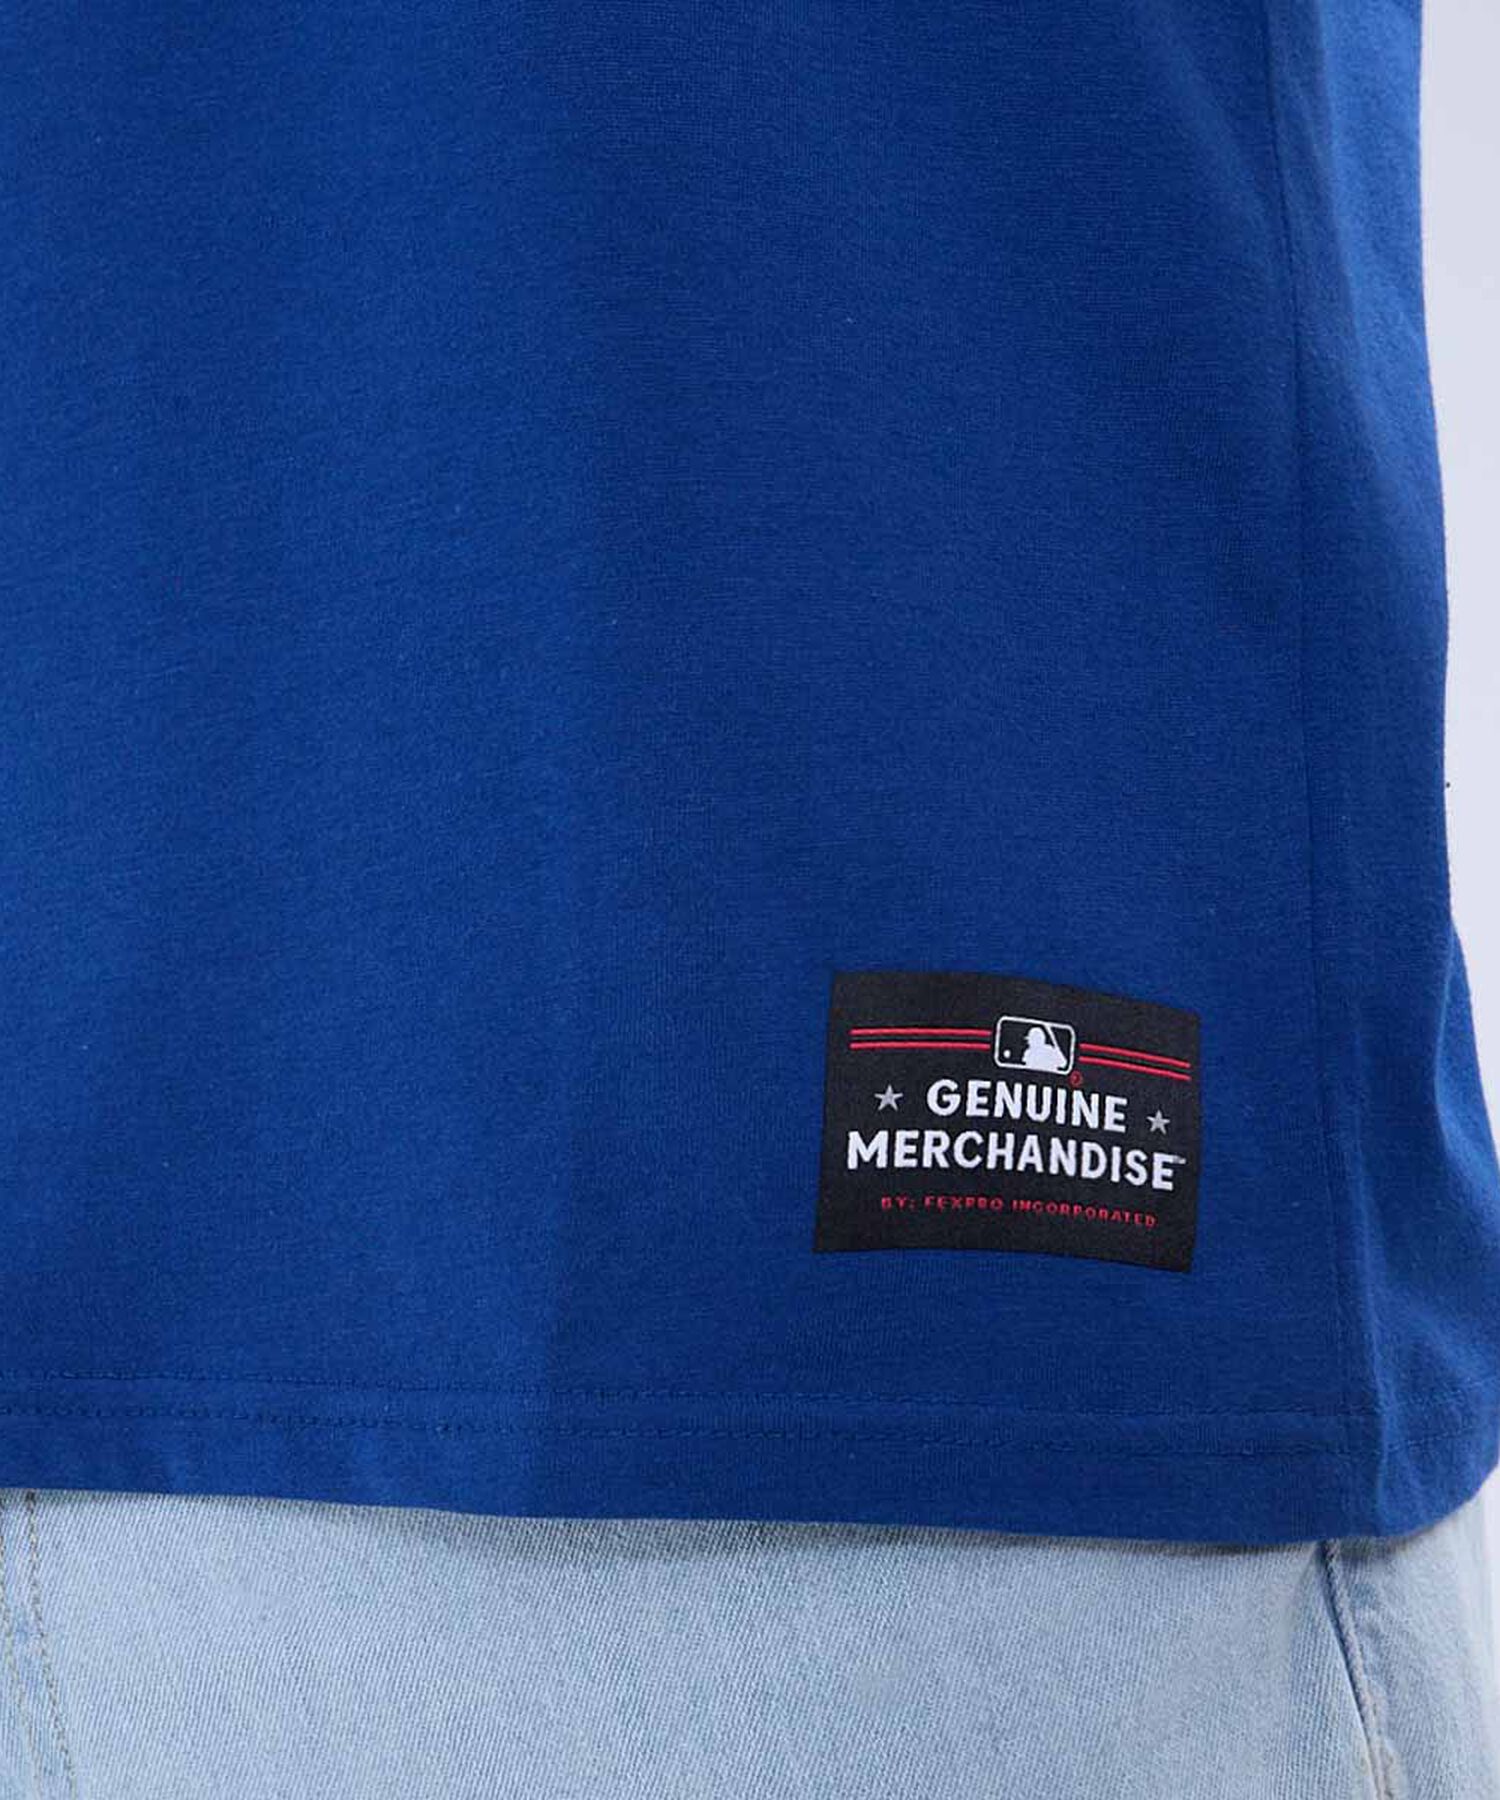 GENUINE
MERCHANDISE™
BY: FEXPRO INCORPORATED